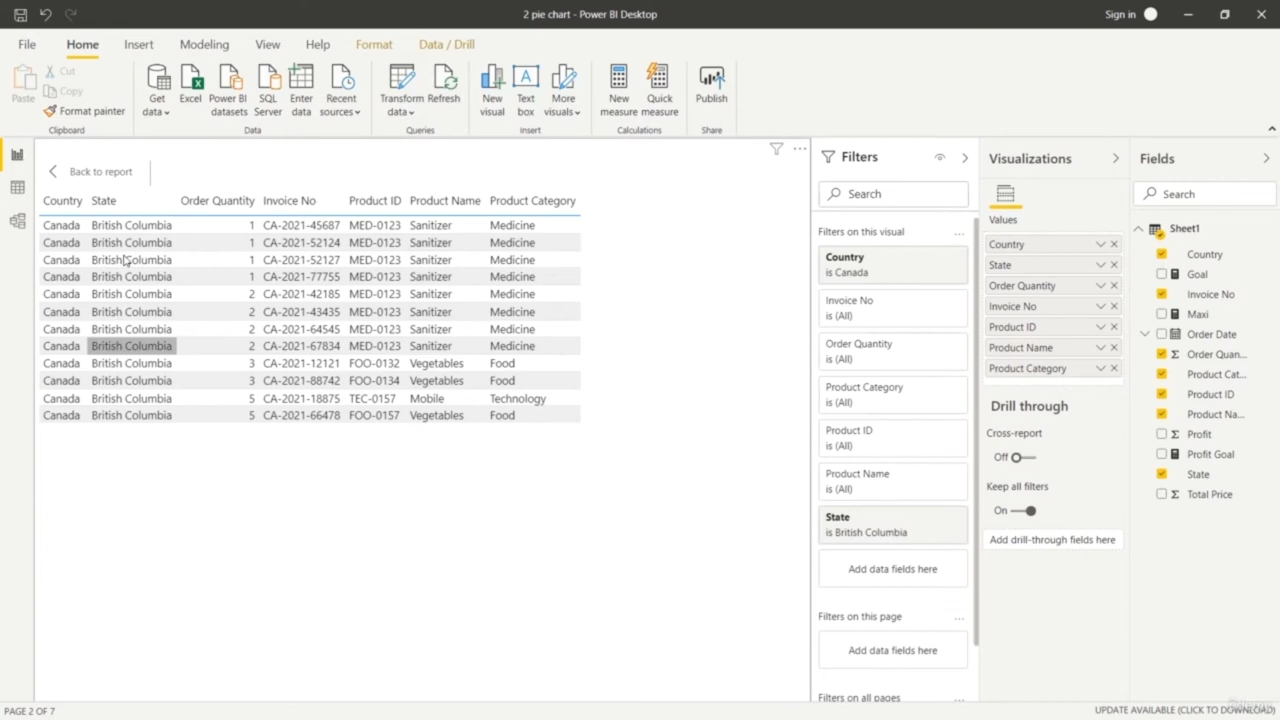 2 pie chart - Power BI Desktop
Sign in
File Home Insert Modeling View Help Format Data / Drill
Paste
Cut
Copy
Format painter
Clipboard
Get data
Excel
Power BI datasets
SQL Server
Enter data
Recent sources
Data
Transform data
Refresh
Queries
New visual
Text box
More visuals
Insert
New measure
Quick measure
Calculations
Publish
Share
Back to report
Country State Order Quantity Invoice No Product ID Product Name Product Category
Canada British Columbia 1 CA-2021-45687 MED-0123 Sanitizer Medicine
Canada British Columbia 1 CA-2021-52124 MED-0123 Sanitizer Medicine
Canada British Columbia 1 CA-2021-52127 MED-0123 Sanitizer Medicine
Canada British Columbia 1 CA-2021-77755 MED-0123 Sanitizer Medicine
Canada British Columbia 2 CA-2021-42185 MED-0123 Sanitizer Medicine
Canada British Columbia 2 CA-2021-43435 MED-0123 Sanitizer Medicine
Canada British Columbia 2 CA-2021-64545 MED-0123 Sanitizer Medicine
Canada British Columbia 2 CA-2021-67834 MED-0123 Sanitizer Medicine
Canada British Columbia 3 CA-2021-12121 FOO-0132 Vegetables Food
Canada British Columbia 3 CA-2021-88742 FOO-0134 Vegetables Food
Canada British Columbia 5 CA-2021-18875 TEC-0157 Mobile Technology
Canada British Columbia 5 CA-2021-66478 FOO-0157 Vegetables Food
Filters
Search
Filters on this visual ...
Country
is Canada
Invoice No
is (All)
Order Quantity
is (All)
Product Category
is (All)
Product ID
is (All)
Product Name
is (All)
State
is British Columbia
Add data fields here
Filters on this page ...
Add data fields here
Filters on all pages ...
Visualizations
Values
Country
State
Order Quantity
Invoice No
Product ID
Product Name
Product Category
Drill through
Cross-report
Off
Keep all filters
On
Add drill-through fields here
Fields
Search
Sheet1
Country
Goal
Invoice No
Maxi
Order Date
Σ Order Quan...
Product Cat...
Product ID
Product Na...
Σ Profit
Profit Goal
State
Σ Total Price
PAGE 2 OF 7
UPDATE AVAILABLE (CLICK TO DOWNLOAD)